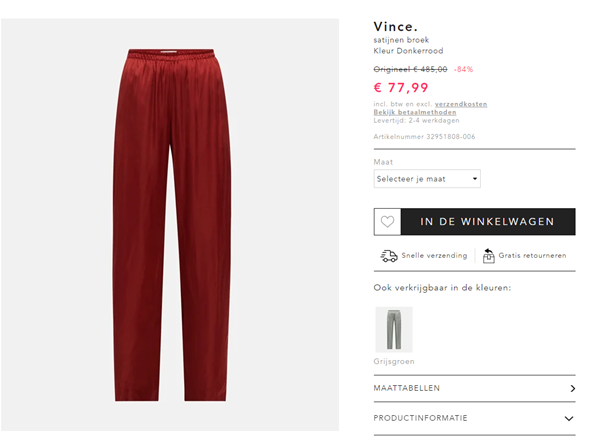 Vince.
satijnen broek
Kleur Donkerrood
Origineel € 485,00 -84%
€ 77,99
incl. btw en excl. verzendkosten
Bekijk betaalmethoden
Levertijd: 2-4 werkdagen
Artikelnummer 32951808-006
Maat
Selecteer je maat
IN DE WINKELWAGEN
Snelle verzending Gratis retourneren
Ook verkrijgbaar in de kleuren:
Grijsgroen
MAATTABELLEN
PRODUCTINFORMATIE